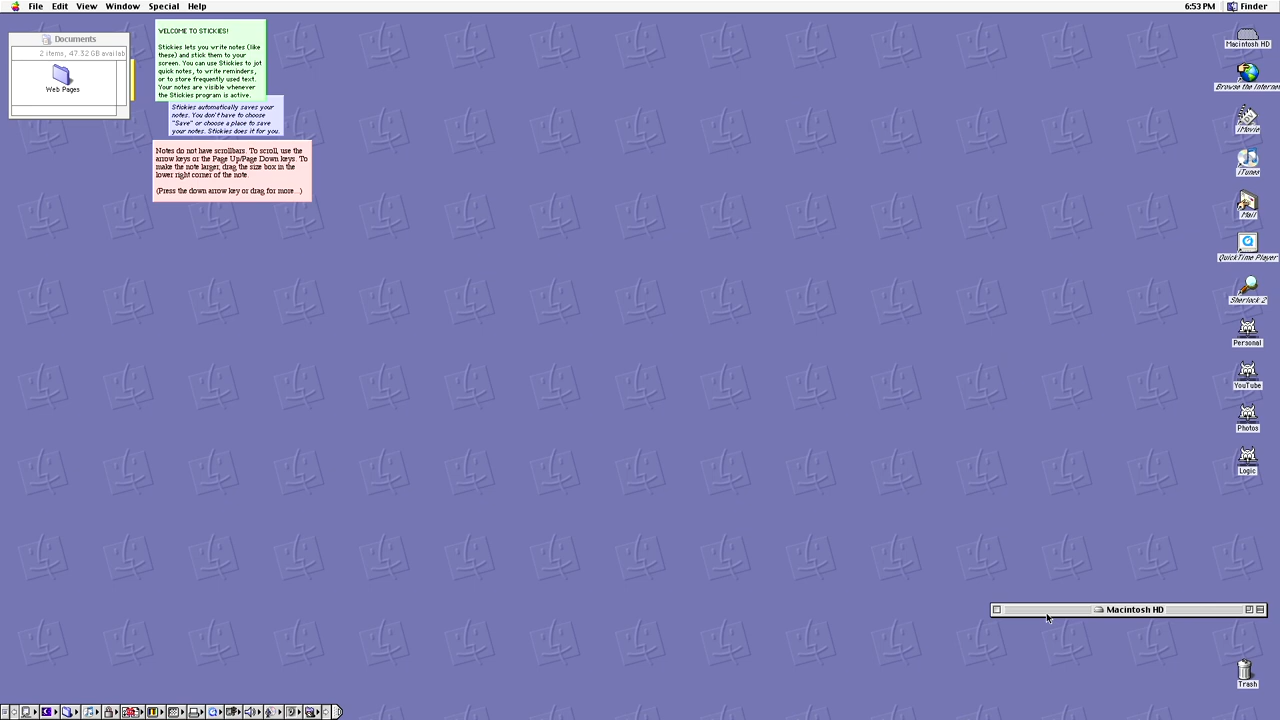 File Edit View Window Special Help
6:53 PM Finder
Documents
2 items, 47.32 GB availab
Web Pages
WELCOME TO STICKIES!
Stickies lets you write notes (like
these) and stick them to your
screen. You can use Stickies to jot
quick notes, to write reminders,
or to store frequently used text.
Your notes are visible whenever
the Stickies program is active.
Stickies automatically saves your
notes. You don't have to choose
"Save" or choose a place to save
your notes. Stickies does it for you.
Notes do not have scrollbars. To scroll, use the
arrow keys or the Page Up/Page Down keys. To
make the note larger, drag the size box in the
lower right corner of the note.
(Press the down arrow key or drag for more...)
Macintosh HD
Browse the Internet
iMovie
iTunes
Mail
QuickTime Player
Sherlock 2
Personal
YouTube
Photos
Logic
Macintosh HD
Trash